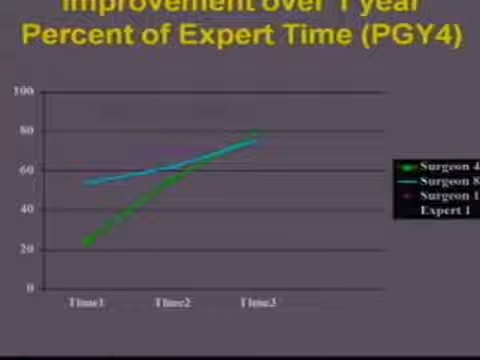 Improvement over 1 year
Percent of Expert Time (PGY4)
100
80
60
40
20
0
Time1 Time2 Time3
Surgeon 4
Surgeon 8
Surgeon 1
Expert 1